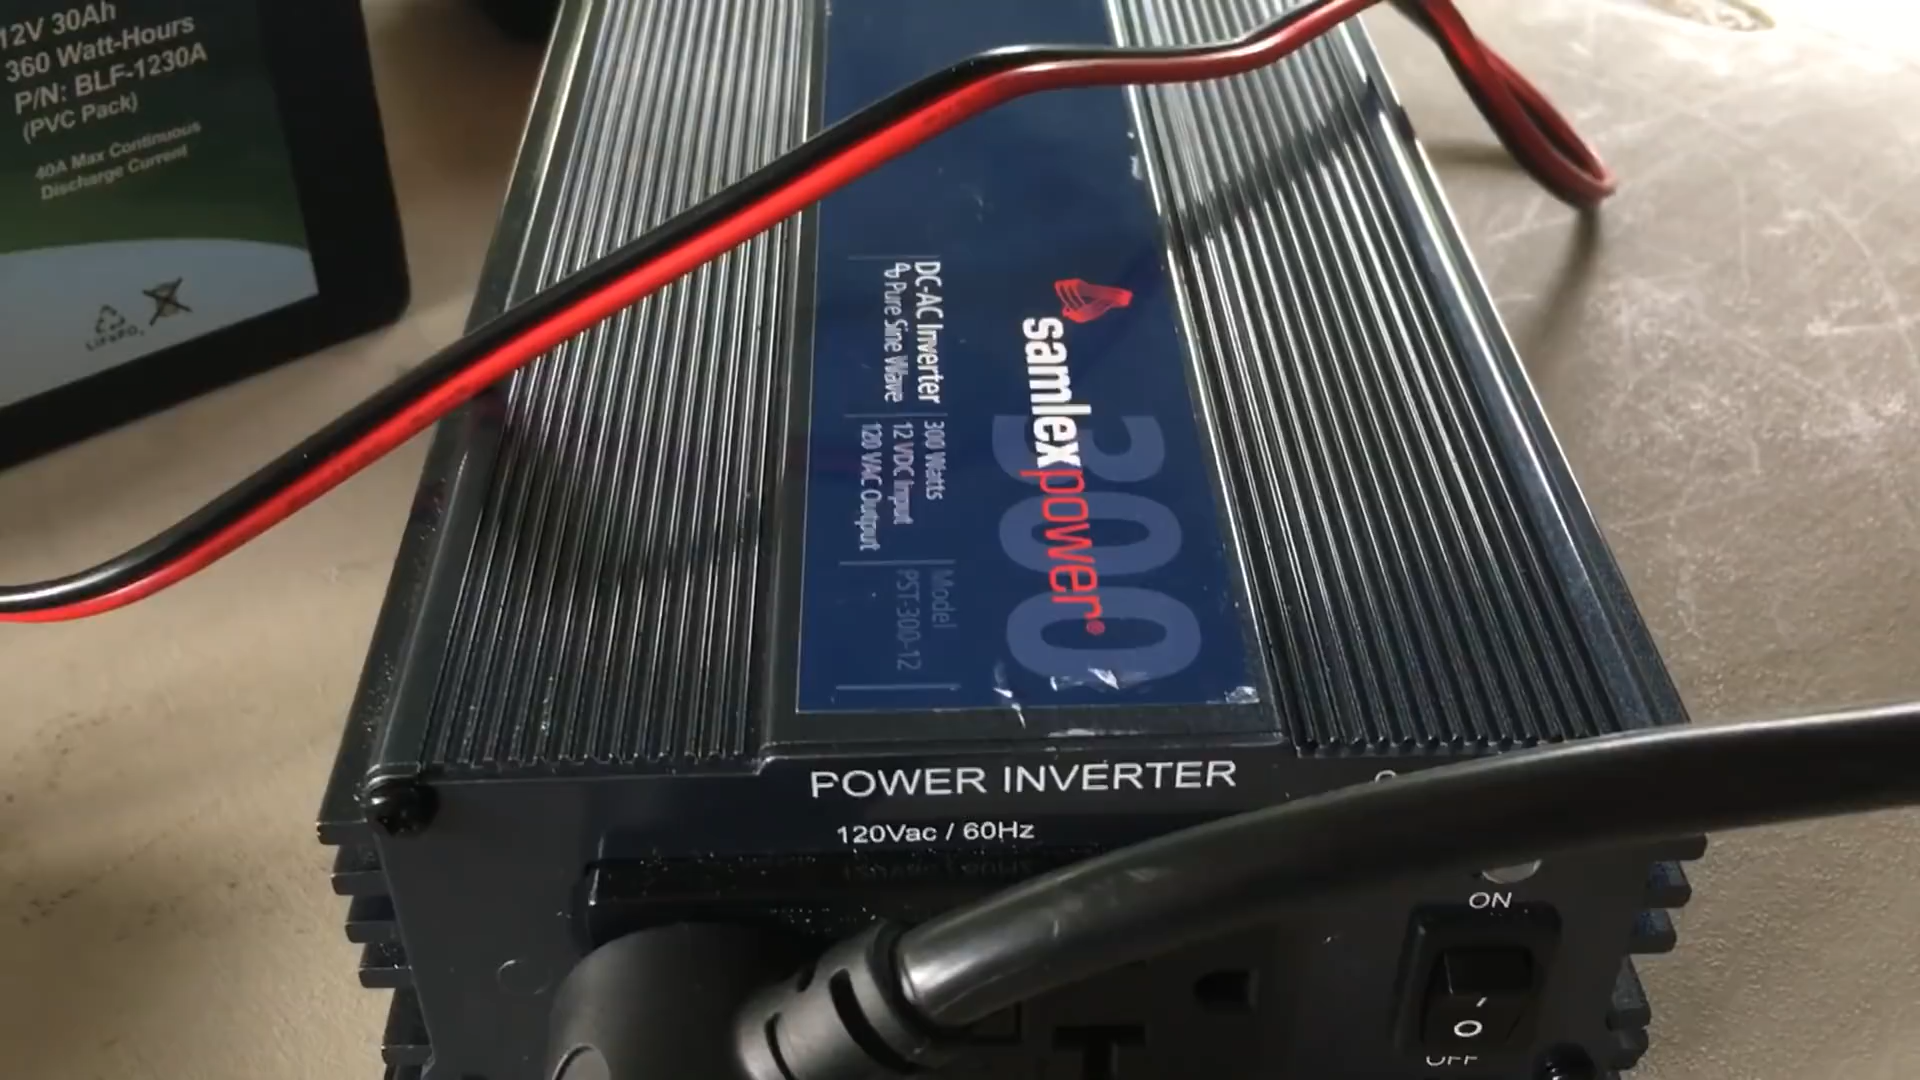 12V 30Ah
360 Watt-Hours
P/N: BLF-1230A
(PVC Pack)
40A Max Continuous
Discharge Current
LiFePO₄
300
samlexpower®
DC-AC Inverter
Pure Sine Wave
300 Watts
12 VDC Input
120 VAC Output
Model
PST-300-12
POWER INVERTER
120Vac / 60Hz
ON
OFF